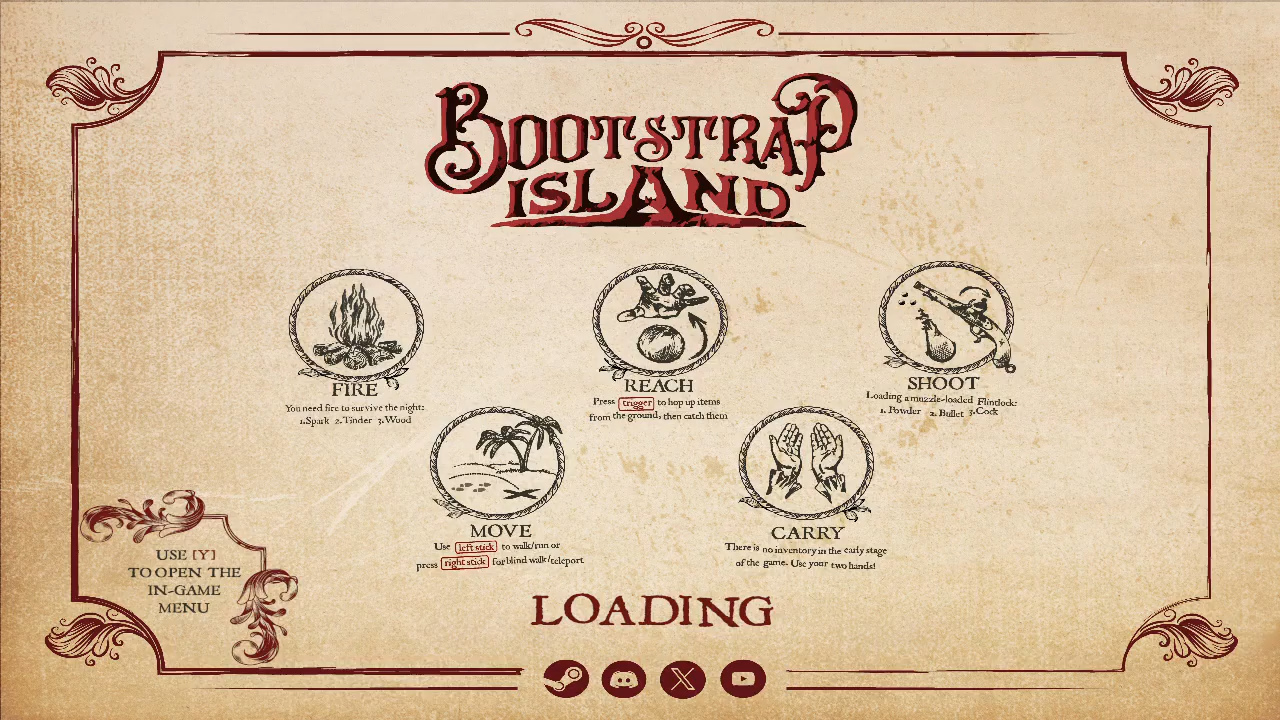 BOOTSTRAP
ISLAND
FIRE
You need fire to survive the night:
1.Spark 2.Tinder 3.Wood
REACH
Press trigger to hop up items
from the ground, then catch them
SHOOT
Loading a muzzle-loaded Flintlock:
1. Powder 2. Bullet 3.Cock
MOVE
Use left stick to walk/run or
press right stick for blind walk/teleport
CARRY
There is no inventory in the early stage
of the game. Use your two hands!
USE [Y]
TO OPEN THE
IN-GAME
MENU
LOADING